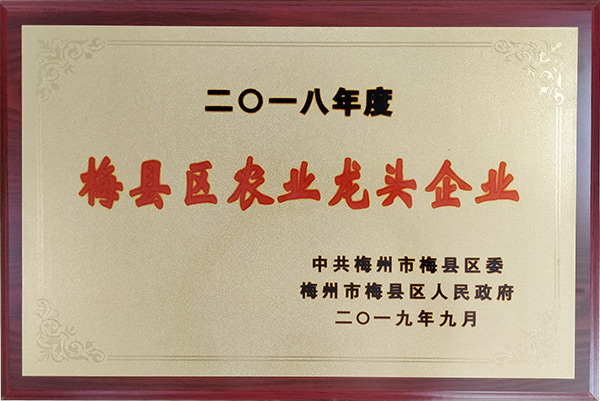 二〇一八年度
梅县区农业龙头企业
中共梅州市梅县区委
梅州市梅县区人民政府
二〇一九年九月